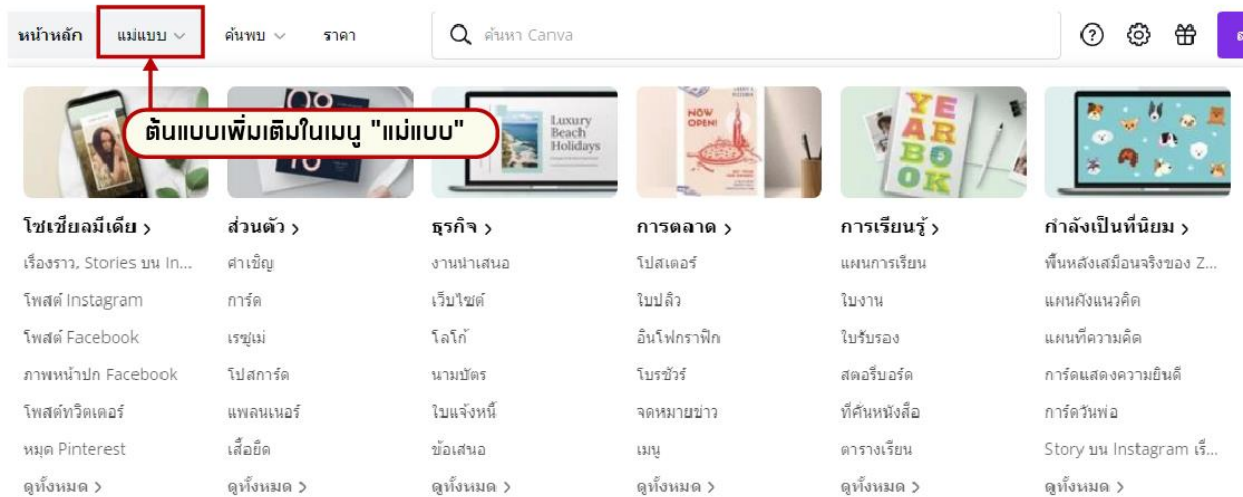 หน้าหลัก แม่แบบ ค้นพบ ราคา ค้นหา Canva
ต้นแบบเพิ่มเติมในเมนู "แม่แบบ"
Luxury
Beach
Holidays
NOW
OPEN!
YE
AR
BO
OK
โซเชียลมีเดีย > ส่วนตัว > ธุรกิจ > การตลาด > การเรียนรู้ > กำลังเป็นที่นิยม >
เรื่องราว, Stories บน In... คำเชิญ งานนำเสนอ โปสเตอร์ แผนการเรียน พื้นหลังเสมือนจริงของ Z...
โพสต์ Instagram การ์ด เว็บไซต์ ใบปลิว ใบงาน แผนผังแนวคิด
โพสต์ Facebook เรซูเม่ โลโก้ อินโฟกราฟิก ใบรับรอง แผนที่ความคิด
ภาพหน้าปก Facebook โปสการ์ด นามบัตร โบรชัวร์ สตอรี่บอร์ด การ์ดแสดงความยินดี
โพสต์ทวิตเตอร์ แพลนเนอร์ ใบแจ้งหนี้ จดหมายข่าว ที่คั่นหนังสือ การ์ดวันพ่อ
หมุด Pinterest เสื้อยืด ข้อเสนอ เมนู ตารางเรียน Story บน Instagram เรื่...
ดูทั้งหมด > ดูทั้งหมด > ดูทั้งหมด > ดูทั้งหมด > ดูทั้งหมด > ดูทั้งหมด >